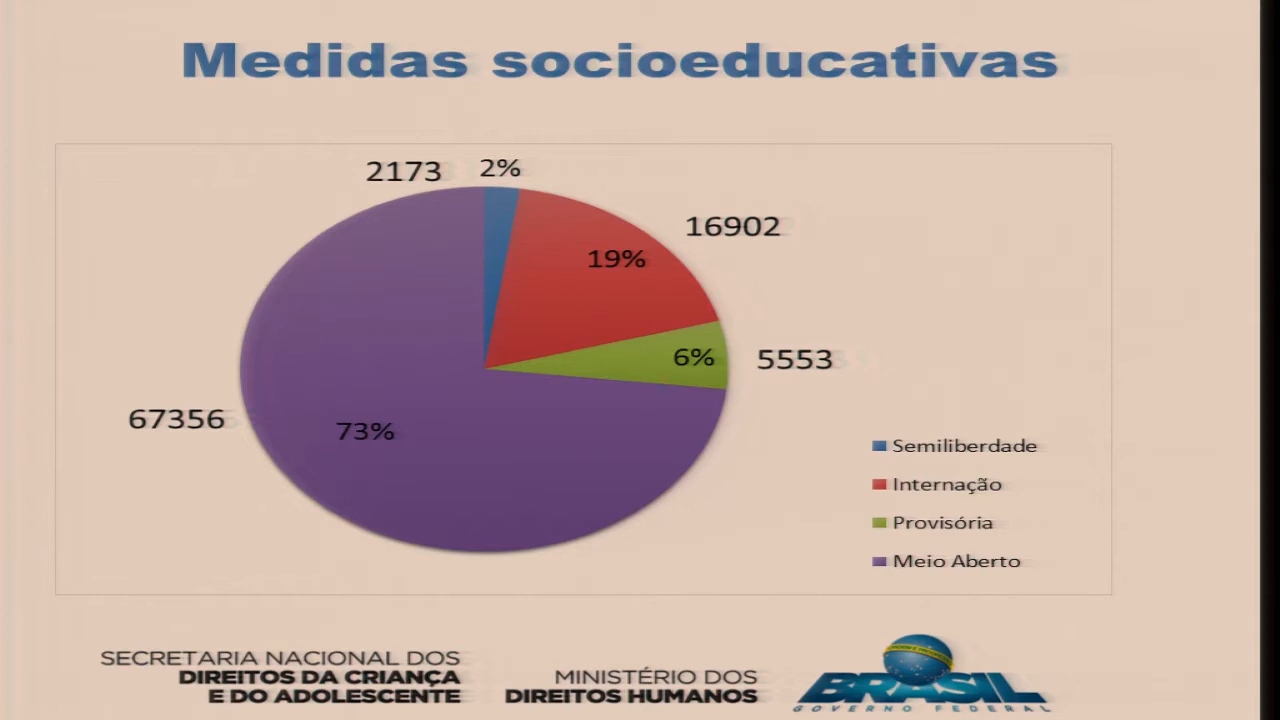 Medidas socioeducativas
2173
2%
16902
19%
6%
5553
67356
73%
Semiliberdade
Internação
Provisória
Meio Aberto
SECRETARIA NACIONAL DOS
DIREITOS DA CRIANÇA
E DO ADOLESCENTE
MINISTÉRIO DOS
DIREITOS HUMANOS
BRASIL
GOVERNO FEDERAL